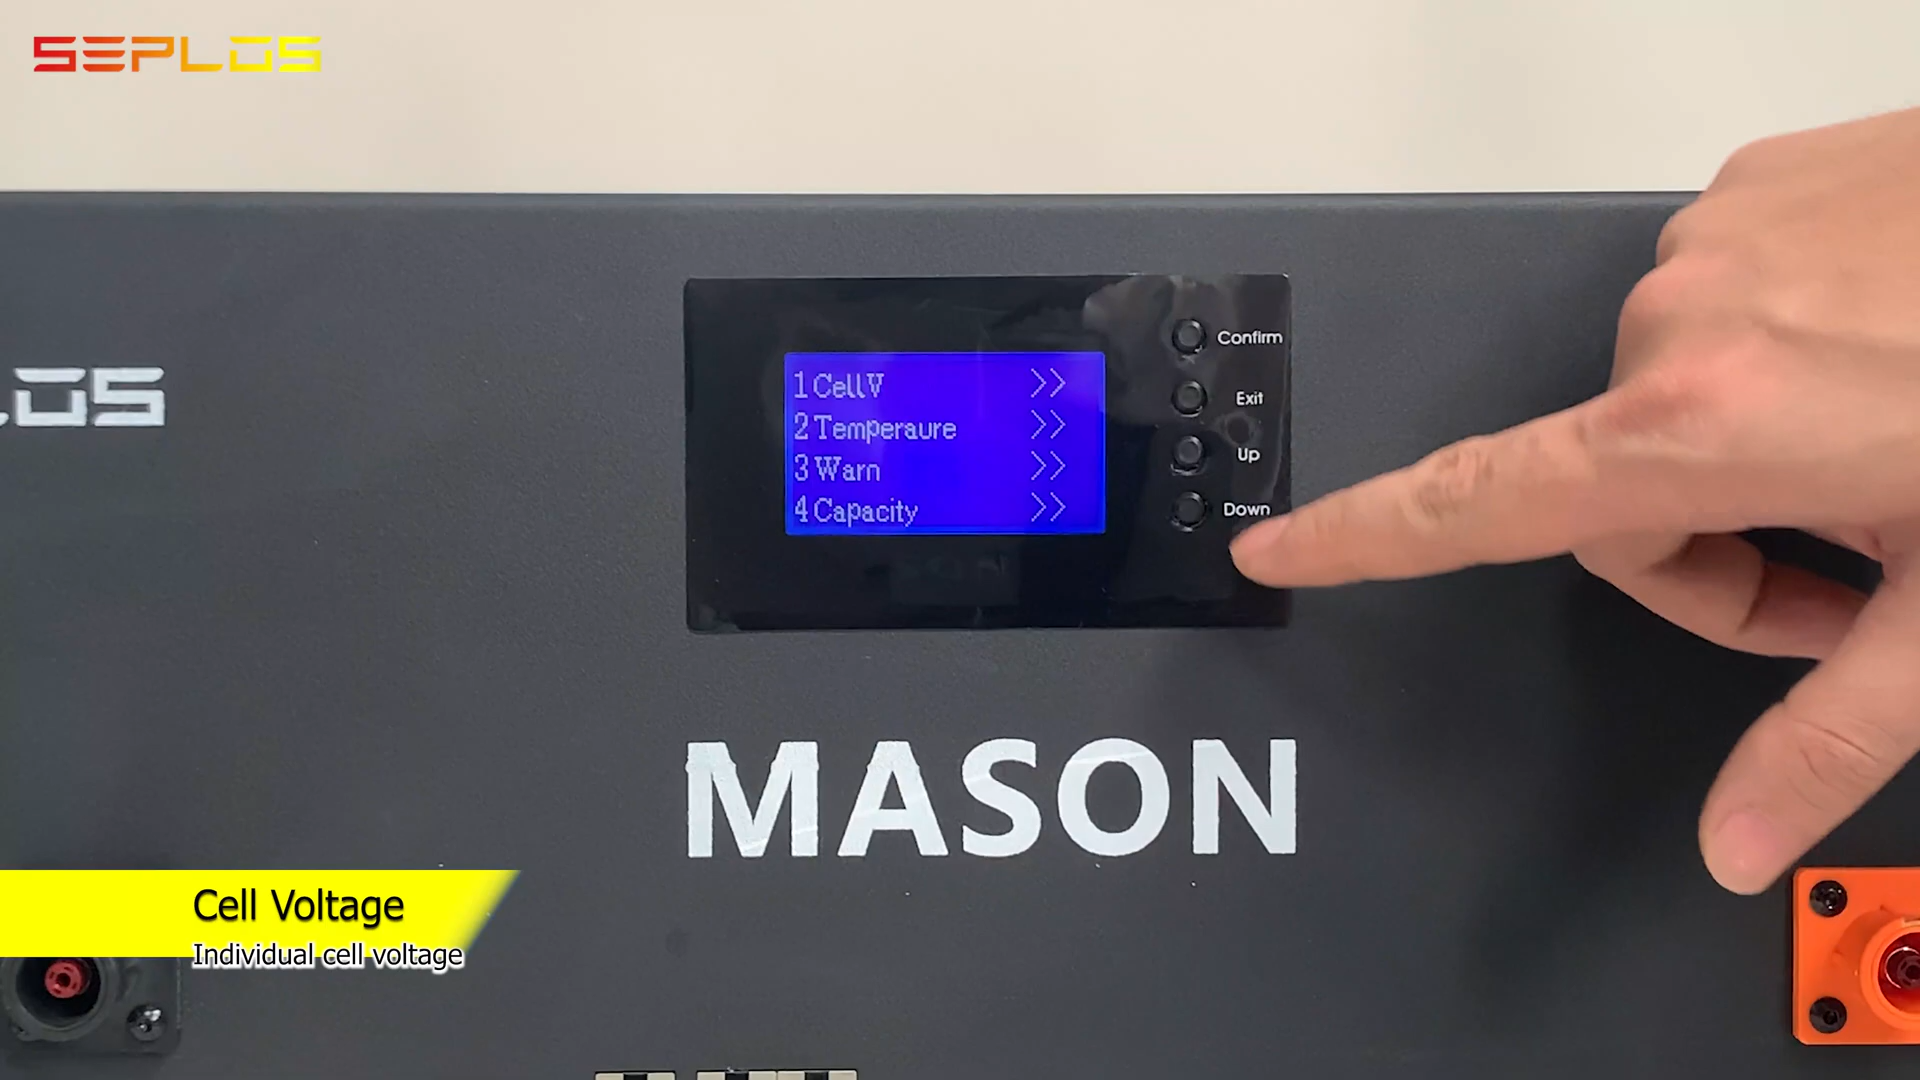 SEPLOS
LOS
1 CellV >>
2 Temperaure >>
3 Warn >>
4 Capacity >>
Confirm
Exit
Up
Down
MASON
Cell Voltage
Individual cell voltage